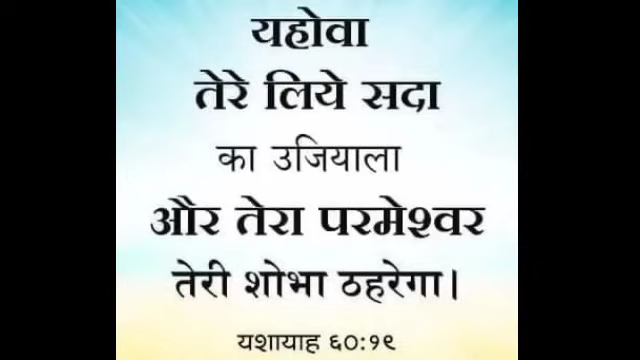 यहोवा
तेरे लिये सदा
का उजियाला
और तेरा परमेश्वर
तेरी शोभा ठहरेगा।
यशायाह ६०:१९